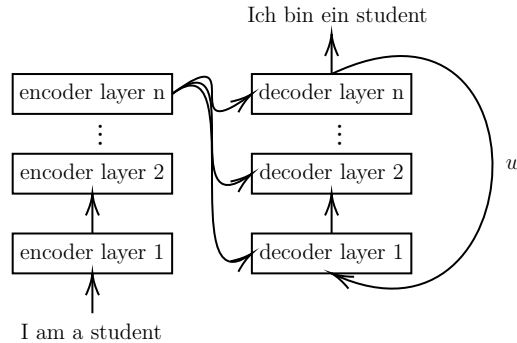 Ich bin ein student
encoder layer n
decoder layer n
⋮
⋮
encoder layer 2
decoder layer 2
w
encoder layer 1
decoder layer 1
I am a student